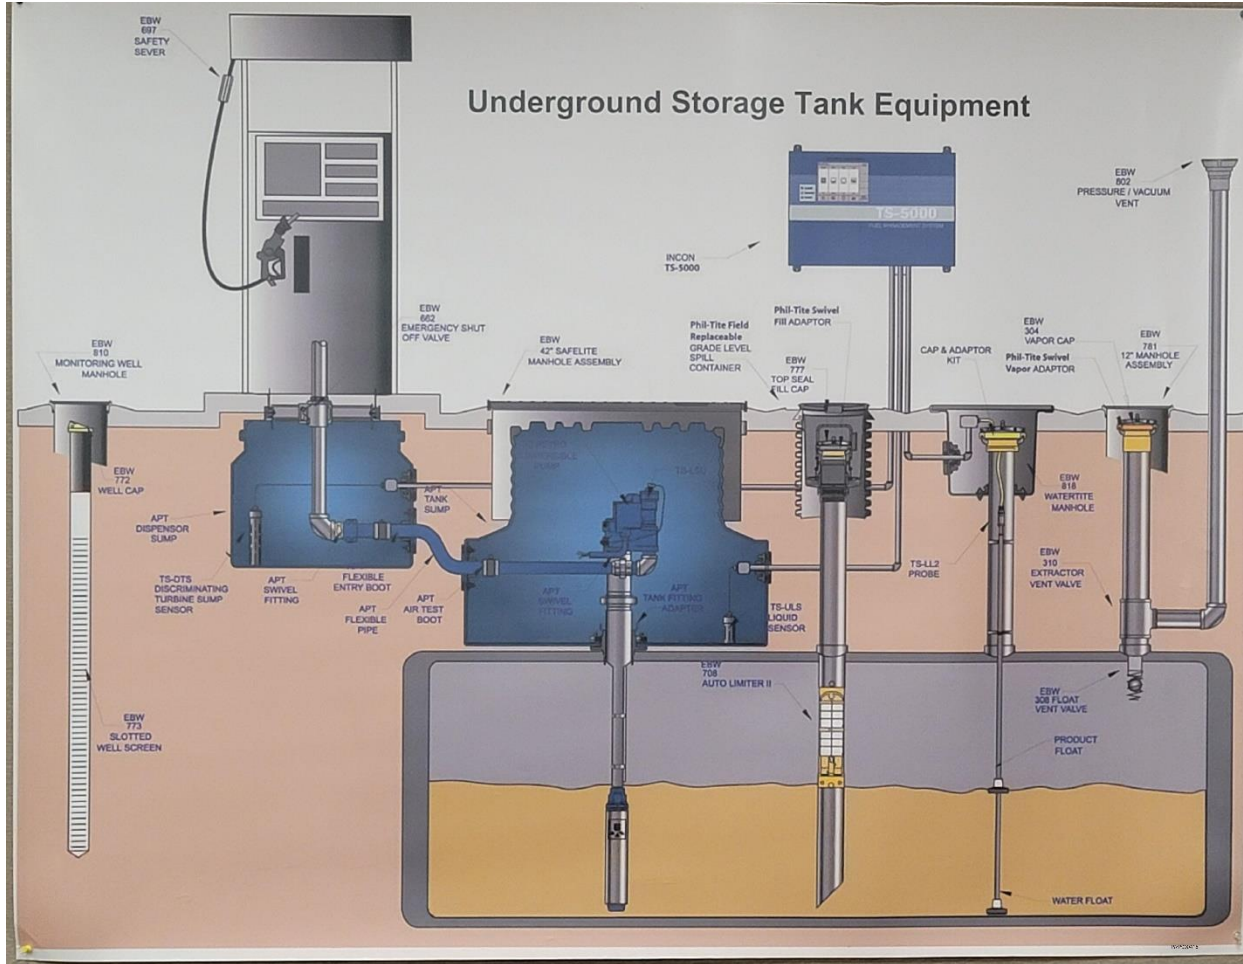 EBW
697
SAFETY
SEVER
Underground Storage Tank Equipment
TS-5000
FUEL MANAGEMENT SYSTEM
EBW
802
PRESSURE / VACUUM
VENT
INCON
TS-5000
EBW
662
EMERGENCY SHUT
OFF VALVE
EBW
810
MONITORING WELL
MANHOLE
EBW
42" SAFELITE
MANHOLE ASSEMBLY
Phil-Tite Field
Replaceable
GRADE LEVEL
SPILL
CONTAINER
Phil-Tite Swivel
Fill ADAPTOR
EBW
777
TOP SEAL
FILL CAP
CAP & ADAPTOR
KIT
EBW
304
VAPOR CAP
Phil-Tite Swivel
Vapor ADAPTOR
EBW
781
12" MANHOLE
ASSEMBLY
EBW
772
WELL CAP
PUMP
TS-LSU
APT
TANK
SUMP
EBW
818
WATERTITE
MANHOLE
APT
DISPENSOR
SUMP
TS-DTS
DISCRIMINATING
TURBINE SUMP
SENSOR
APT
SWIVEL
FITTING
FLEXIBLE
ENTRY BOOT
APT
FLEXIBLE
PIPE
APT
AIR TEST
BOOT
APT
SWIVEL
FITTING
APT
TANK FITTING
ADAPTER
TS-ULS
LIQUID
SENSOR
TS-LL2
PROBE
EBW
310
EXTRACTOR
VENT VALVE
EBW
708
AUTO LIMITER II
EBW
308 FLOAT
VENT VALVE
EBW
773
SLOTTED
WELL SCREEN
PRODUCT
FLOAT
WATER FLOAT